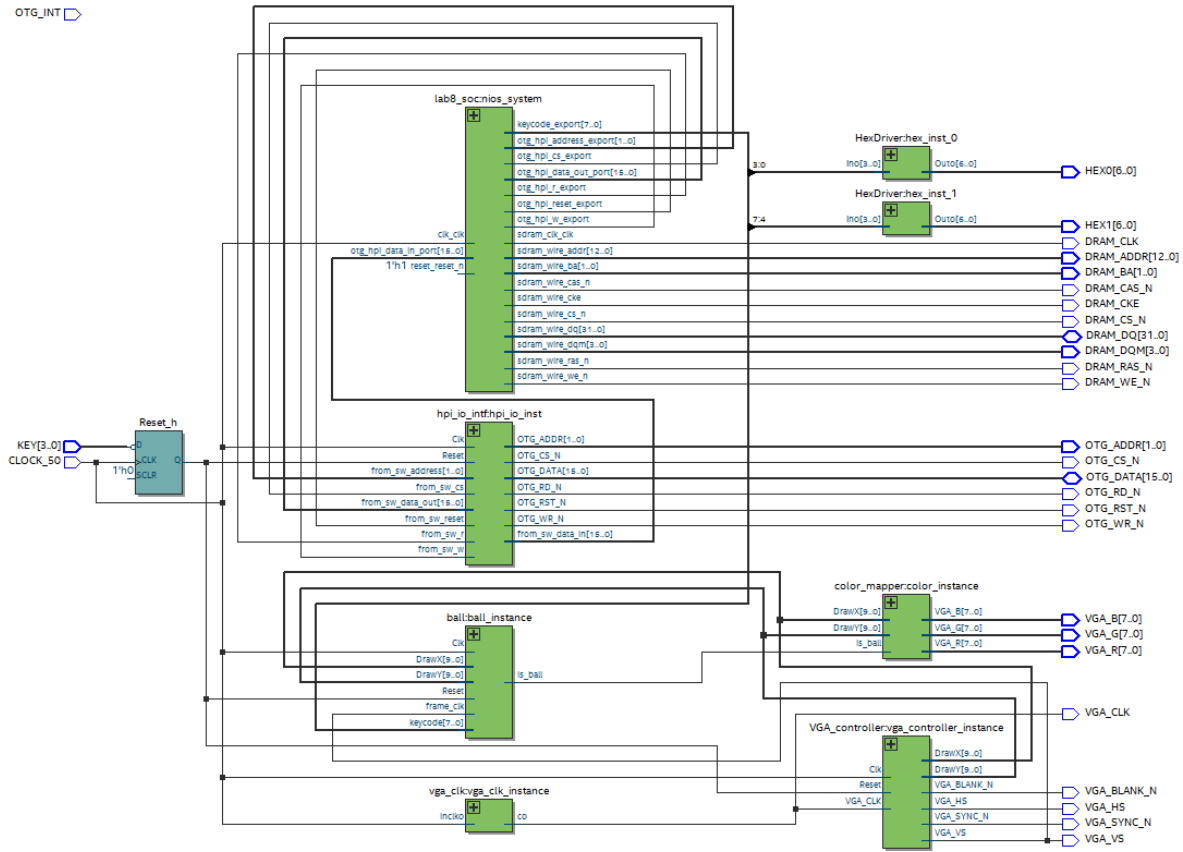 OTG_INT
lab8_soc:nios_system
keycode_export[7..0]
otg_hpi_address_export[1..0]
otg_hpi_cs_export
otg_hpi_data_out_port[15..0]
otg_hpi_r_export
otg_hpi_reset_export
otg_hpi_w_export
clk_clk
sdram_clk_clk
otg_hpi_data_in_port[15..0]
sdram_wire_addr[12..0]
1'h1 reset_reset_n
sdram_wire_ba[1..0]
sdram_wire_cas_n
sdram_wire_cke
sdram_wire_cs_n
sdram_wire_dq[31..0]
sdram_wire_dqm[3..0]
sdram_wire_ras_n
sdram_wire_we_n
HexDriver:hex_inst_0
3:0
In0[3..0]
Out0[6..0]
HEX0[6..0]
HexDriver:hex_inst_1
7:4
In0[3..0]
Out0[6..0]
HEX1[6..0]
DRAM_CLK
DRAM_ADDR[12..0]
DRAM_BA[1..0]
DRAM_CAS_N
DRAM_CKE
DRAM_CS_N
DRAM_DQ[31..0]
DRAM_DQM[3..0]
DRAM_RAS_N
DRAM_WE_N
Reset_h
KEY[3..0]
CLOCK_50
D
CLK
Q
1'h0
SCLR
hpi_io_intf:hpi_io_inst
Clk
Reset
from_sw_address[1..0]
from_sw_cs
from_sw_data_out[15..0]
from_sw_reset
from_sw_r
from_sw_w
OTG_ADDR[1..0]
OTG_CS_N
OTG_DATA[15..0]
OTG_RD_N
OTG_RST_N
OTG_WR_N
from_sw_data_in[15..0]
OTG_ADDR[1..0]
OTG_CS_N
OTG_DATA[15..0]
OTG_RD_N
OTG_RST_N
OTG_WR_N
ball:ball_instance
Clk
DrawX[9..0]
DrawY[9..0]
Reset
frame_clk
keycode[7..0]
is_ball
color_mapper:color_instance
DrawX[9..0]
DrawY[9..0]
is_ball
VGA_B[7..0]
VGA_G[7..0]
VGA_R[7..0]
VGA_B[7..0]
VGA_G[7..0]
VGA_R[7..0]
VGA_CLK
vga_clk:vga_clk_instance
inclk0
c0
VGA_controller:vga_controller_instance
Clk
Reset
VGA_CLK
DrawX[9..0]
DrawY[9..0]
VGA_BLANK_N
VGA_HS
VGA_SYNC_N
VGA_VS
VGA_BLANK_N
VGA_HS
VGA_SYNC_N
VGA_VS